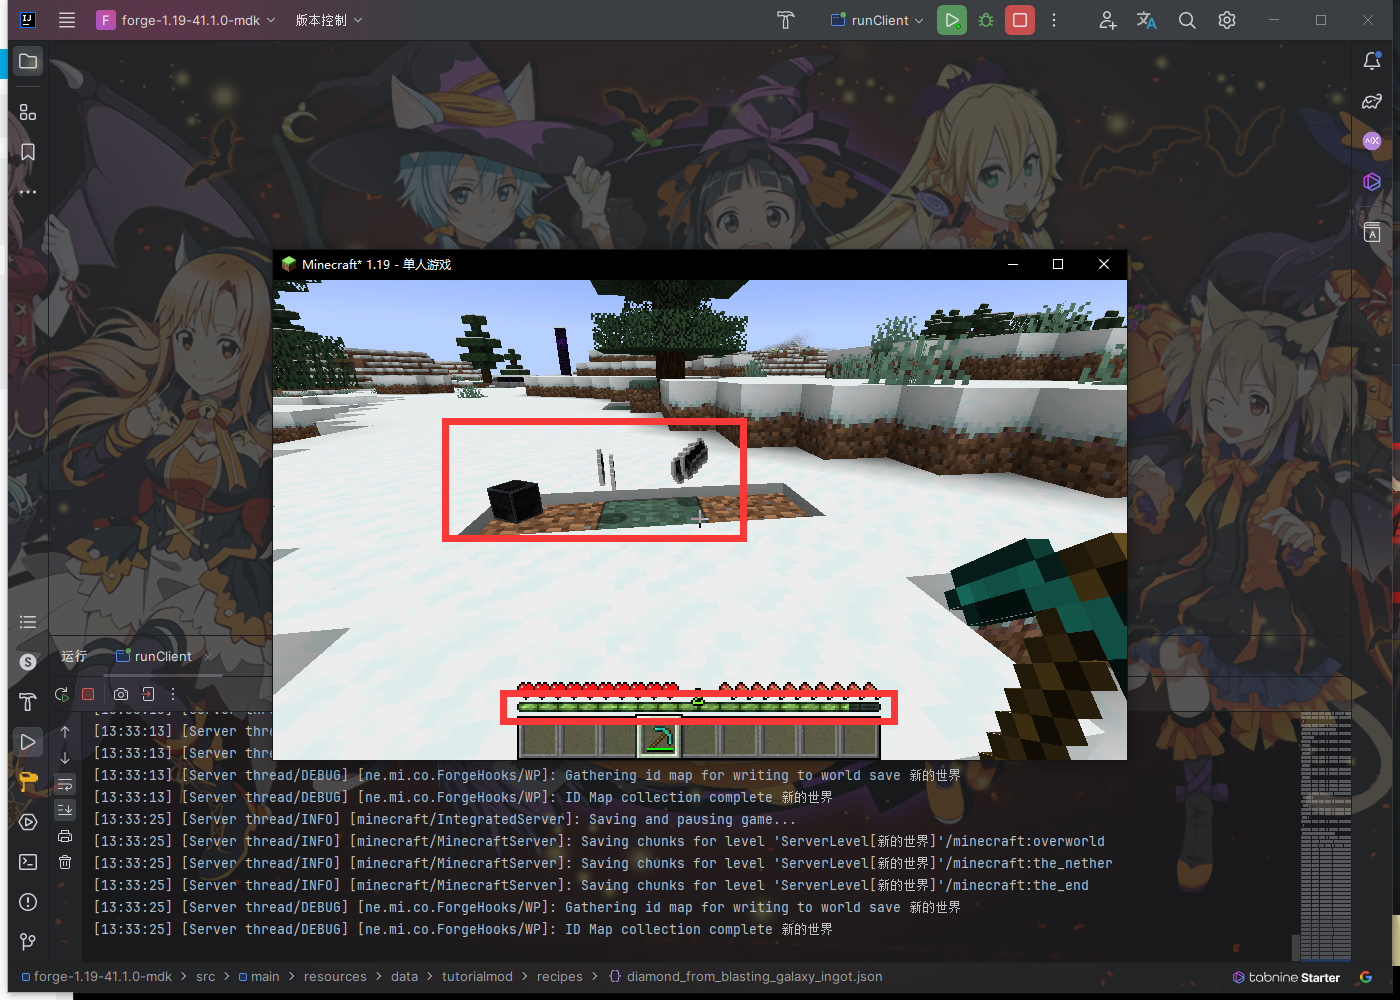 F forge-1.19-41.1.0-mdk 版本控制 runClient
Minecraft* 1.19 - 单人游戏
运行 runClient
[13:33:13] [Server thre
[13:33:13] [Server thre
[13:33:13] [Server thread/DEBUG] [ne.mi.co.ForgeHooks/WP]: Gathering id map for writing to world save 新的世界
[13:33:13] [Server thread/DEBUG] [ne.mi.co.ForgeHooks/WP]: ID Map collection complete 新的世界
[13:33:25] [Server thread/INFO] [minecraft/IntegratedServer]: Saving and pausing game...
[13:33:25] [Server thread/INFO] [minecraft/MinecraftServer]: Saving chunks for level 'ServerLevel[新的世界]'/minecraft:overworld
[13:33:25] [Server thread/INFO] [minecraft/MinecraftServer]: Saving chunks for level 'ServerLevel[新的世界]'/minecraft:the_nether
[13:33:25] [Server thread/INFO] [minecraft/MinecraftServer]: Saving chunks for level 'ServerLevel[新的世界]'/minecraft:the_end
[13:33:25] [Server thread/DEBUG] [ne.mi.co.ForgeHooks/WP]: Gathering id map for writing to world save 新的世界
[13:33:25] [Server thread/DEBUG] [ne.mi.co.ForgeHooks/WP]: ID Map collection complete 新的世界
forge-1.19-41.1.0-mdk > src > main > resources > data > tutorialmod > recipes > {} diamond_from_blasting_galaxy_ingot.json
tabnine Starter